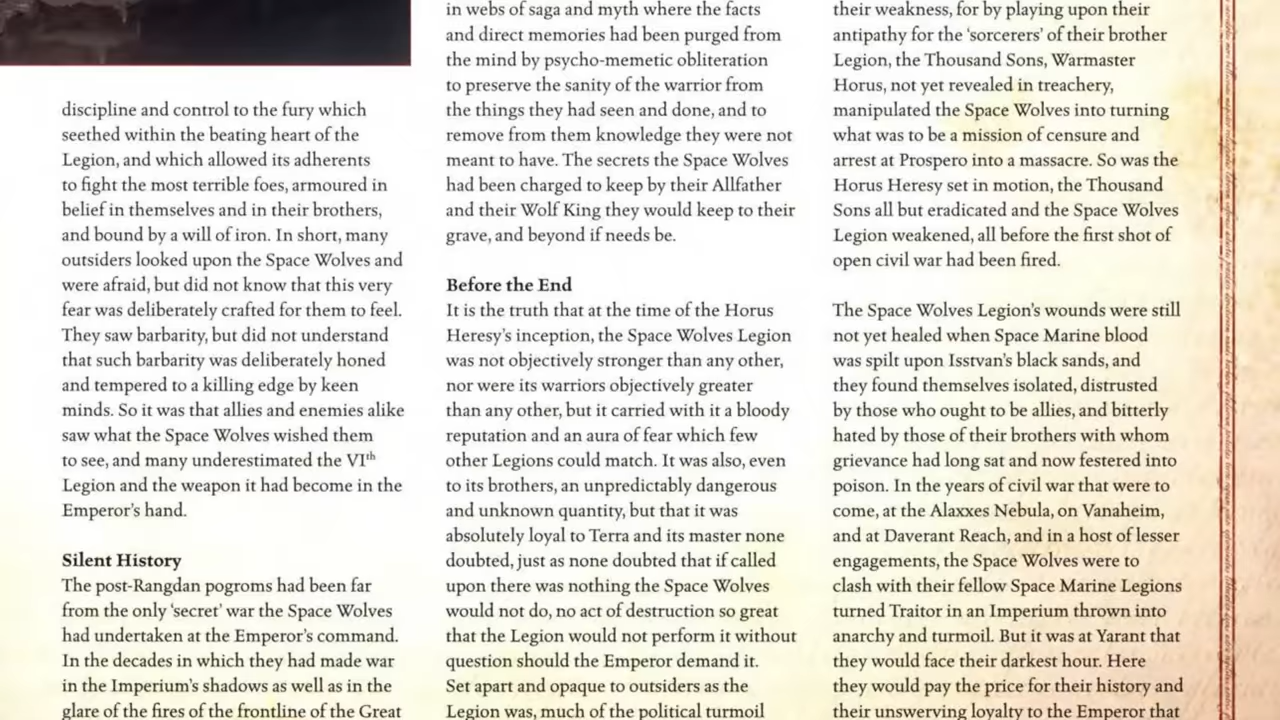 discipline and control to the fury which
seethed within the beating heart of the
Legion, and which allowed its adherents
to fight the most terrible foes, armoured in
belief in themselves and in their brothers,
and bound by a will of iron. In short, many
outsiders looked upon the Space Wolves and
were afraid, but did not know that this very
fear was deliberately crafted for them to feel.
They saw barbarity, but did not understand
that such barbarity was deliberately honed
and tempered to a killing edge by keen
minds. So it was that allies and enemies alike
saw what the Space Wolves wished them
to see, and many underestimated the VIth
Legion and the weapon it had become in the
Emperor's hand.
Silent History
The post-Rangdan pogroms had been far
from the only 'secret' war the Space Wolves
had undertaken at the Emperor's command.
In the decades in which they had made war
in the Imperium's shadows as well as in the
glare of the fires of the frontline of the Great
in webs of saga and myth where the facts
and direct memories had been purged from
the mind by psycho-memetic obliteration
to preserve the sanity of the warrior from
the things they had seen and done, and to
remove from them knowledge they were not
meant to have. The secrets the Space Wolves
had been charged to keep by their Allfather
and their Wolf King they would keep to their
grave, and beyond if needs be.
Before the End
It is the truth that at the time of the Horus
Heresy's inception, the Space Wolves Legion
was not objectively stronger than any other,
nor were its warriors objectively greater
than any other, but it carried with it a bloody
reputation and an aura of fear which few
other Legions could match. It was also, even
to its brothers, an unpredictably dangerous
and unknown quantity, but that it was
absolutely loyal to Terra and its master none
doubted, just as none doubted that if called
upon there was nothing the Space Wolves
would not do, no act of destruction so great
that the Legion would not perform it without
question should the Emperor demand it.
Set apart and opaque to outsiders as the
Legion was, much of the political turmoil
their weakness, for by playing upon their
antipathy for the 'sorcerers' of their brother
Legion, the Thousand Sons, Warmaster
Horus, not yet revealed in treachery,
manipulated the Space Wolves into turning
what was to be a mission of censure and
arrest at Prospero into a massacre. So was the
Horus Heresy set in motion, the Thousand
Sons all but eradicated and the Space Wolves
Legion weakened, all before the first shot of
open civil war had been fired.
The Space Wolves Legion's wounds were still
not yet healed when Space Marine blood
was spilt upon Isstvan's black sands, and
they found themselves isolated, distrusted
by those who ought to be allies, and bitterly
hated by those of their brothers with whom
grievance had long sat and now festered into
poison. In the years of civil war that were to
come, at the Alaxxes Nebula, on Vanaheim,
and at Daverant Reach, and in a host of lesser
engagements, the Space Wolves were to
clash with their fellow Space Marine Legions
turned Traitor in an Imperium thrown into
anarchy and turmoil. But it was at Yarant that
they would face their darkest hour. Here
they would pay the price for their history and
their unswerving loyalty to the Emperor that